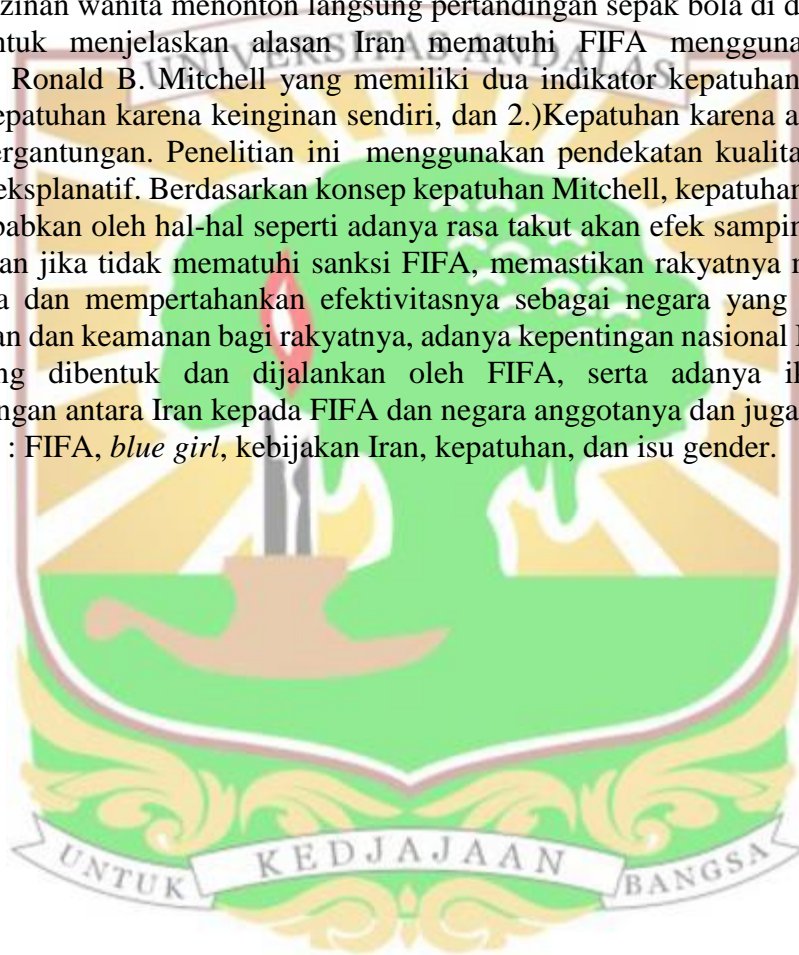 zinan wanita menonton langsung pertandingan sepak bola di d
ntuk menjelaskan alasan Iran mematuhi FIFA mengguna
Ronald B. Mitchell yang memiliki dua indikator kepatuhan
epatuhan karena keinginan sendiri, dan 2.)Kepatuhan karena a
ergantungan. Penelitian ini menggunakan pendekatan kualita
eksplanatif. Berdasarkan konsep kepatuhan Mitchell, kepatuhan
babkan oleh hal-hal seperti adanya rasa takut akan efek sampin
an jika tidak mematuhi sanksi FIFA, memastikan rakyatnya
a dan mempertahankan efektivitasnya sebagai negara yang
an dan keamanan bagi rakyatnya, adanya kepentingan nasional
ng dibentuk dan dijalankan oleh FIFA, serta adanya
ngan antara Iran kepada FIFA dan negara anggotanya dan juga
: FIFA, blue girl, kebijakan Iran, kepatuhan, dan isu gender.
UNIVERSITAS ANDALAS
UNTUK KEDJAJAAN BANGSA